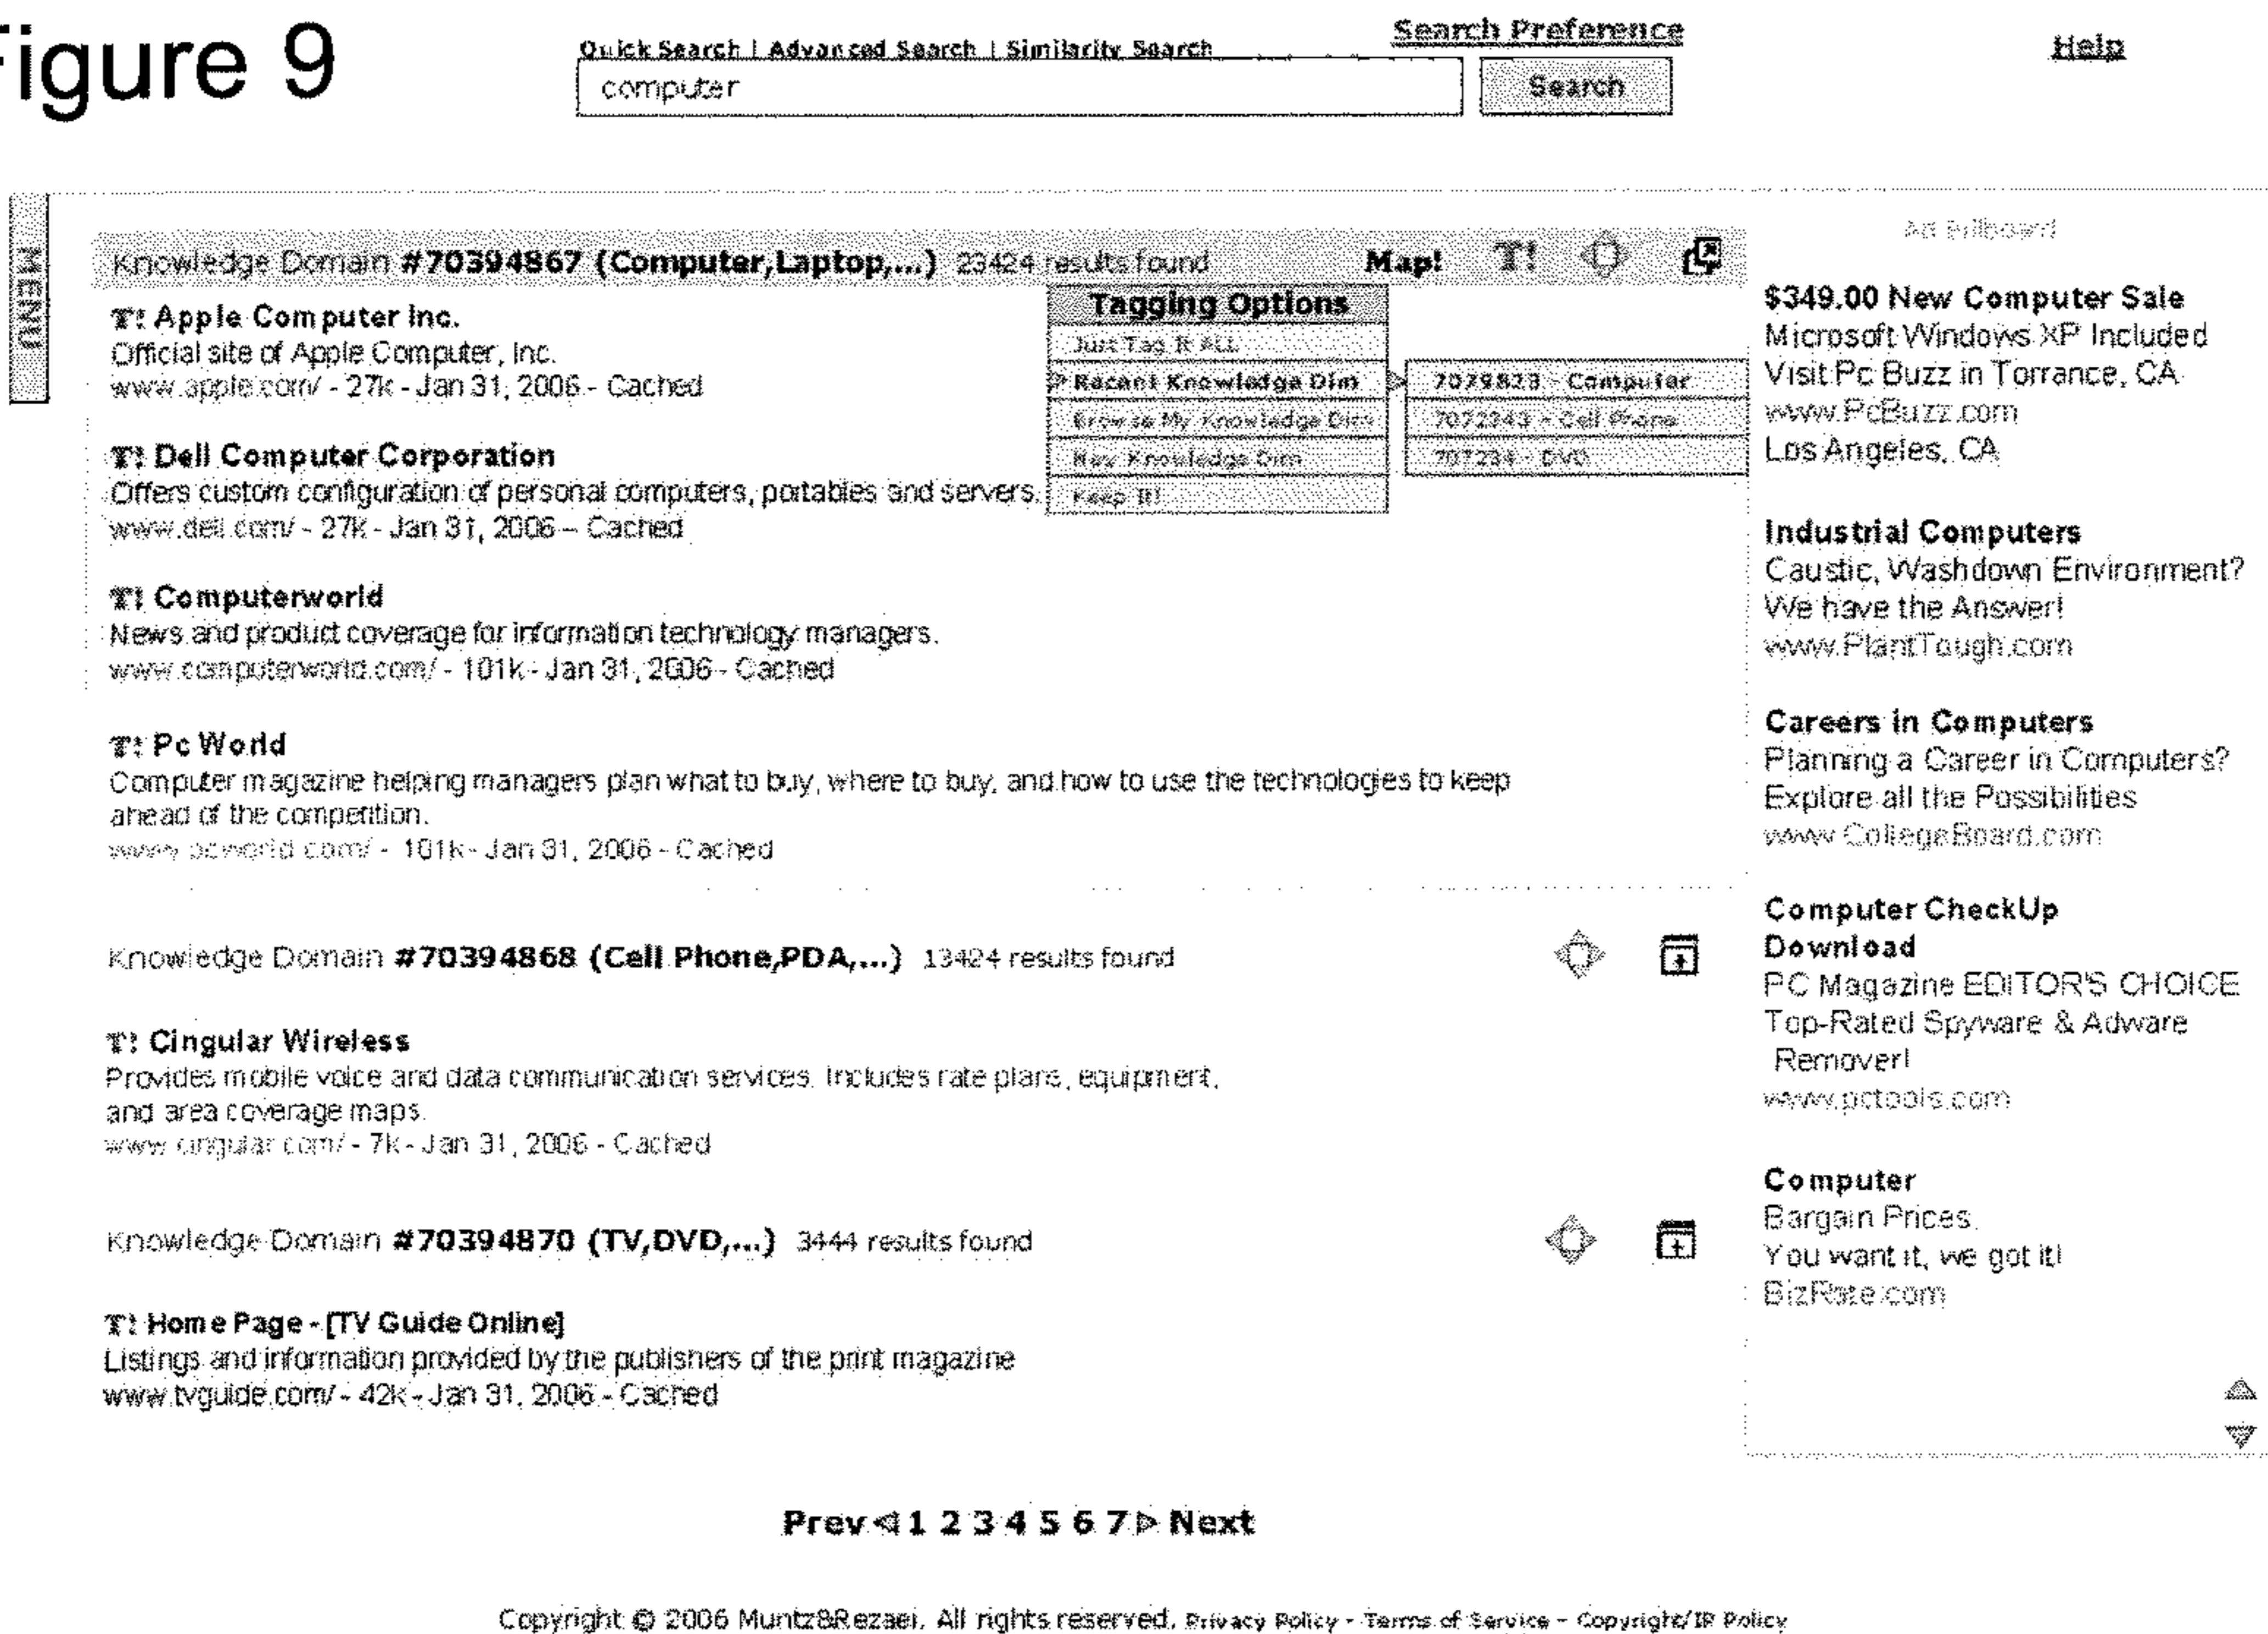 Figure 9
Quick Search | Advanced Search | Similarity Search
Search Preference
Help
computer
Search
MENU
Knowledge Domain #70394867 (Computer,Laptop,...) 23424 results found
Map! T!
T! Apple Computer Inc.
Official site of Apple Computer, Inc.
www.apple.com/ - 27k - Jan 31, 2006 - Cached
T! Dell Computer Corporation
Offers custom configuration of personal computers, portables and servers.
www.dell.com/ - 27k - Jan 31, 2006 – Cached
Tagging Options
Just Tag It ALL
Recent Knowledge Dim
Browse My Knowledge Dims
New Knowledge Dim
Keep It!
7029823 - Computer
7072343 - Cell Phone
707234 - DVD
T! Computerworld
News and product coverage for information technology managers.
www.computerworld.com/ - 101k - Jan 31, 2006 - Cached
T! Pc World
Computer magazine helping managers plan what to buy, where to buy, and how to use the technologies to keep
ahead of the competition.
www.pcworld.com/ - 101k - Jan 31, 2006 - Cached
Knowledge Domain #70394868 (Cell Phone,PDA,...) 13424 results found
T! Cingular Wireless
Provides mobile voice and data communication services. Includes rate plans, equipment,
and area coverage maps.
www.cingular.com/ - 7k - Jan 31, 2006 - Cached
Knowledge Domain #70394870 (TV,DVD,...) 3444 results found
T! Home Page - [TV Guide Online]
Listings and information provided by the publishers of the print magazine
www.tvguide.com/ - 42k - Jan 31, 2006 - Cached
Ad Billboard
$349.00 New Computer Sale
Microsoft Windows XP Included
Visit Pc Buzz in Torrance, CA
www.PcBuzz.com
Los Angeles, CA
Industrial Computers
Caustic, Washdown Environment?
We have the Answer!
www.PlantTough.com
Careers in Computers
Planning a Career in Computers?
Explore all the Possibilities
www.CollegeBoard.com
Computer CheckUp
Download
PC Magazine EDITOR'S CHOICE
Top-Rated Spyware & Adware
Remover!
www.pctools.com
Computer
Bargain Prices.
You want it, we got it!
BizRate.com
Prev 1 2 3 4 5 6 7 Next
Copyright © 2006 Muntz&Rezaei. All rights reserved. Privacy Policy - Terms of Service - Copyright/IP Policy